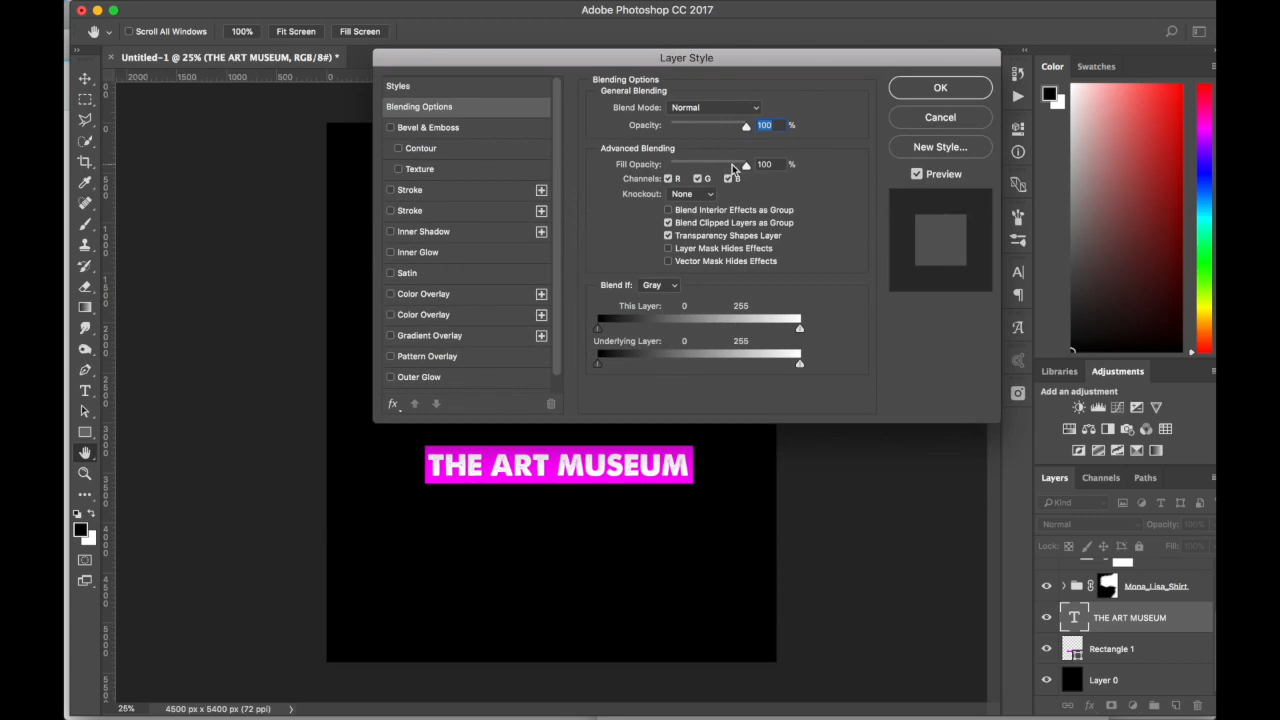 Adobe Photoshop CC 2017
Scroll All Windows 100% Fit Screen Fill Screen
Untitled-1 @ 25% (THE ART MUSEUM, RGB/8#) *
2000 1500 1000 500 0
Layer Style
Styles
Blending Options
Bevel & Emboss
Contour
Texture
Stroke
Stroke
Inner Shadow
Inner Glow
Satin
Color Overlay
Color Overlay
Gradient Overlay
Pattern Overlay
Outer Glow
fx
Blending Options
General Blending
Blend Mode: Normal
Opacity: 100 %
Advanced Blending
Fill Opacity: 100 %
Channels: R G B
Knockout: None
Blend Interior Effects as Group
Blend Clipped Layers as Group
Transparency Shapes Layer
Layer Mask Hides Effects
Vector Mask Hides Effects
Blend If: Gray
This Layer: 0 255
Underlying Layer: 0 255
OK
Cancel
New Style...
Preview
Color Swatches
Libraries Adjustments
Add an adjustment
Layers Channels Paths
Kind
Normal Opacity: 100%
Lock: Fill: 100%
Mona_Lisa_Shirt
THE ART MUSEUM
Rectangle 1
Layer 0
fx
THE ART MUSEUM
25% 4500 px x 5400 px (72 ppi)